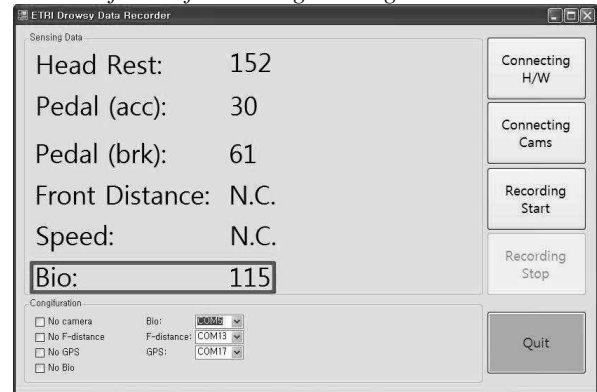 ETRI Drowsy Data Recorder
Sensing Data
Head Rest: 152
Pedal (acc): 30
Pedal (brk): 61
Front Distance: N.C.
Speed: N.C.
Bio: 115
Connecting
H/W
Connecting
Cams
Recording
Start
Recording
Stop
Congifuration
No camera Bio: COM5
No F-distance F-distance: COM13
No GPS GPS: COM17
No Bio
Quit